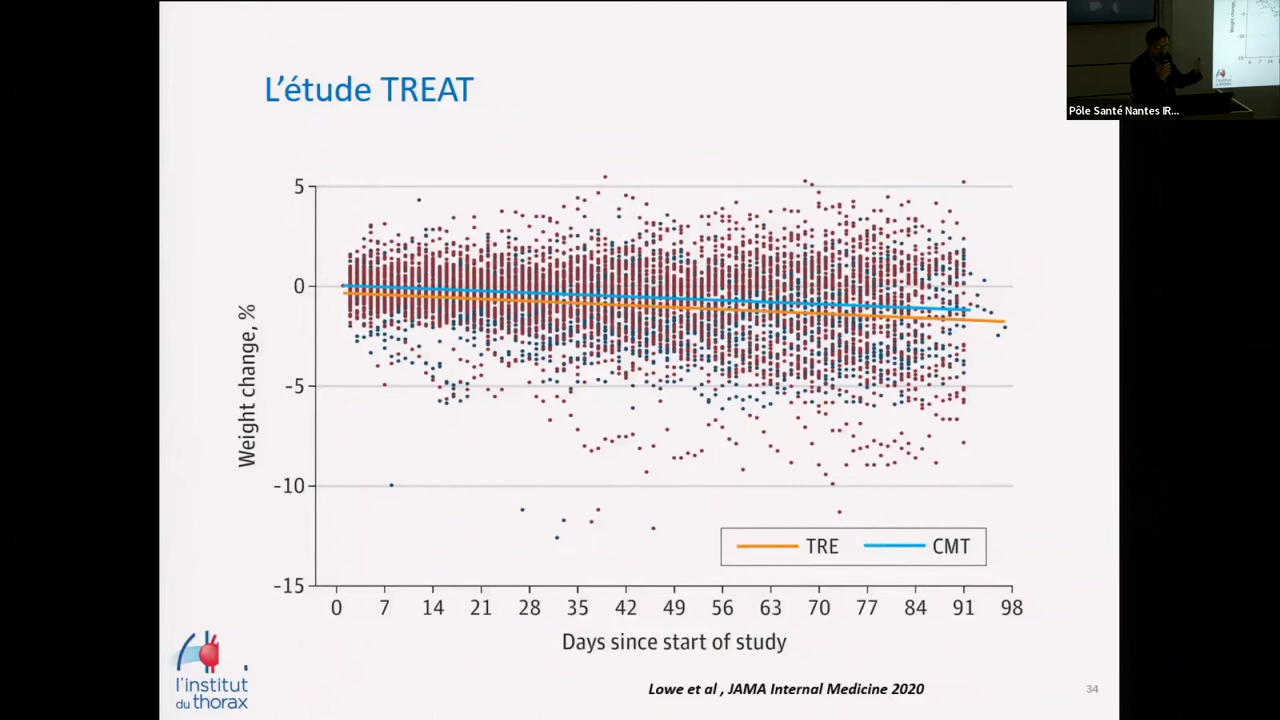 L'étude TREAT
Pôle Santé Nantes IR...
Weight change, %
5
0
-5
-10
-15
TRE
CMT
0 7 14 21 28 35 42 49 56 63 70 77 84 91 98
Days since start of study
l'institut
du thorax
Lowe et al , JAMA Internal Medicine 2020
34